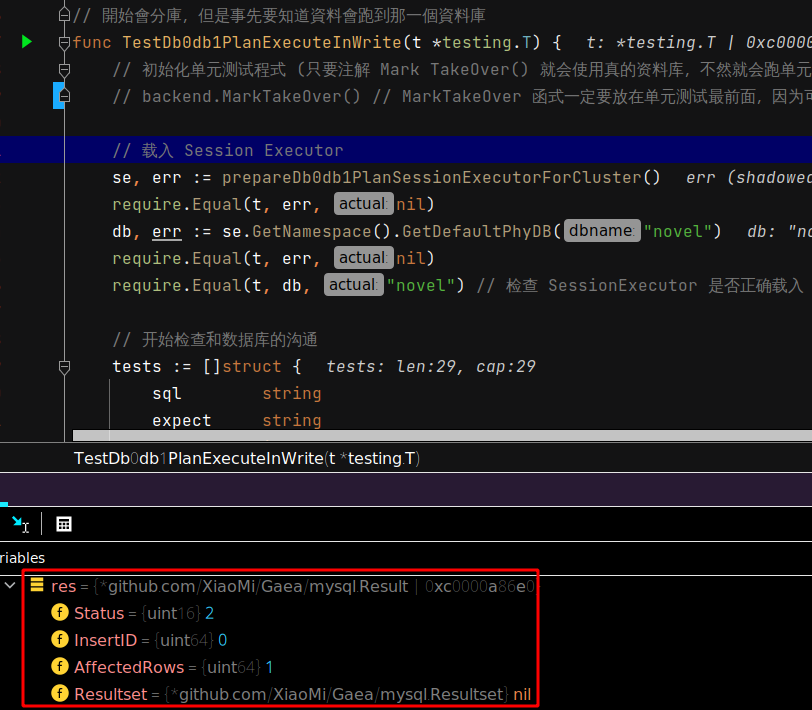 // 開始會分庫，但是事先要知道資料會跑到那一個資料庫
func TestDb0db1PlanExecuteInWrite(t *testing.T) {   t: *testing.T | 0xc0000
// 初始化单元测试程式 (只要注解 Mark TakeOver() 就会使用真的资料库，不然就会跑单元
// backend.MarkTakeOver() // MarkTakeOver 函式一定要放在单元测试最前面，因为可
// 载入 Session Executor
se, err := prepareDb0db1PlanSessionExecutorForCluster()   err (shadowed
require.Equal(t, err, actual: nil)
db, err := se.GetNamespace().GetDefaultPhyDB( dbname: "novel")   db: "no
require.Equal(t, err, actual: nil)
require.Equal(t, db, actual: "novel") // 检查 SessionExecutor 是否正确载入
// 开始检查和数据库的沟通
tests := []struct {   tests: len:29, cap:29
sql   string
expect   string
TestDb0db1PlanExecuteInWrite(t *testing.T)
riables
res = {*github.com/XiaoMi/Gaea/mysql.Result | 0xc0000a86e0
Status = {uint16} 2
InsertID = {uint64} 0
AffectedRows = {uint64} 1
Resultset = {*github.com/XiaoMi/Gaea/mysql.Resultset} nil